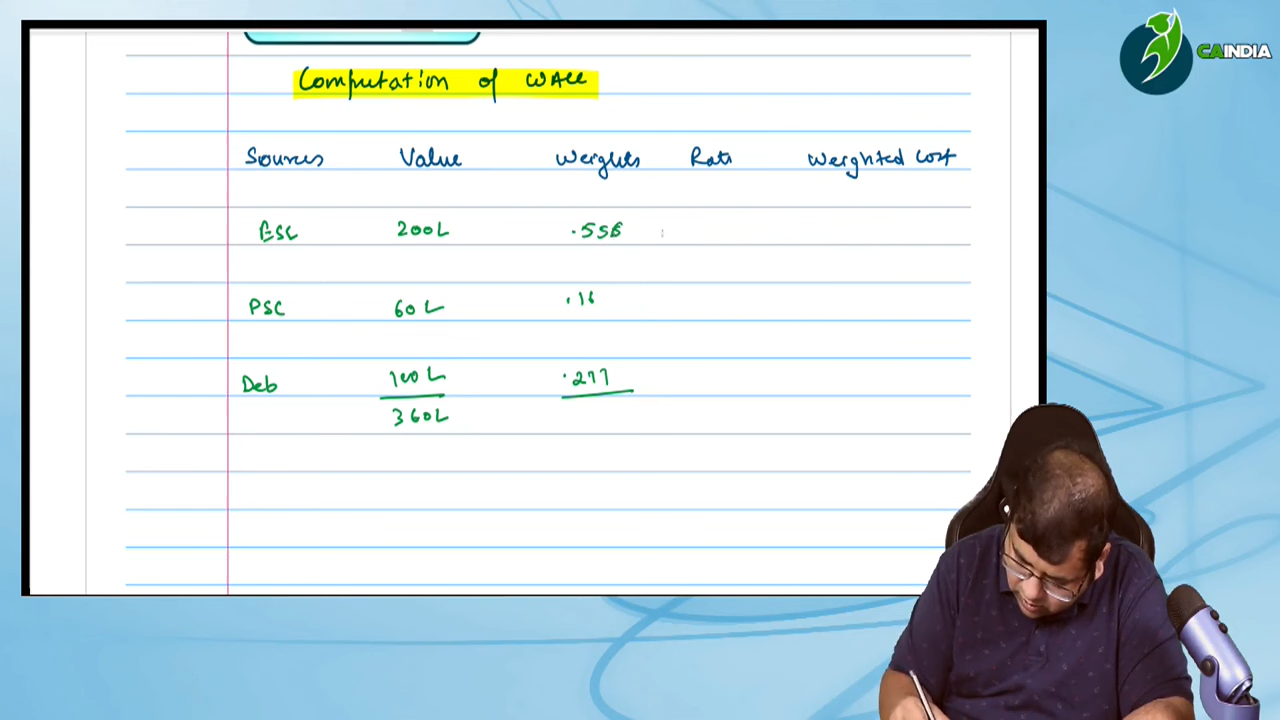 CAINDIA
Computation of WACC
Sources Value Weights Rate Weighted Cost
ESC 200L .556
PSC 60L .16
Deb 100L .277
360L